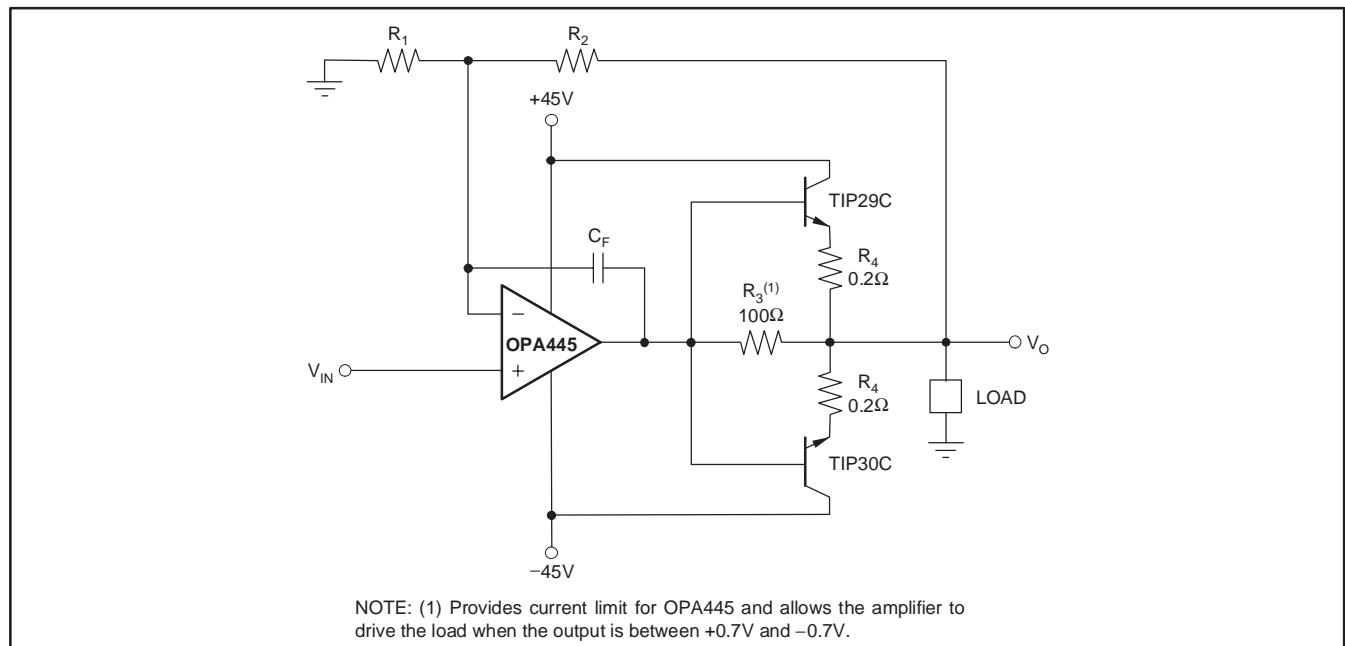 R1
R2
+45V
TIP29C
CF
R4
0.2Ω
R3(1)
100Ω
−
OPA445
+
VIN
VO
R4
0.2Ω
LOAD
TIP30C
−45V
NOTE: (1) Provides current limit for OPA445 and allows the amplifier to
drive the load when the output is between +0.7V and −0.7V.